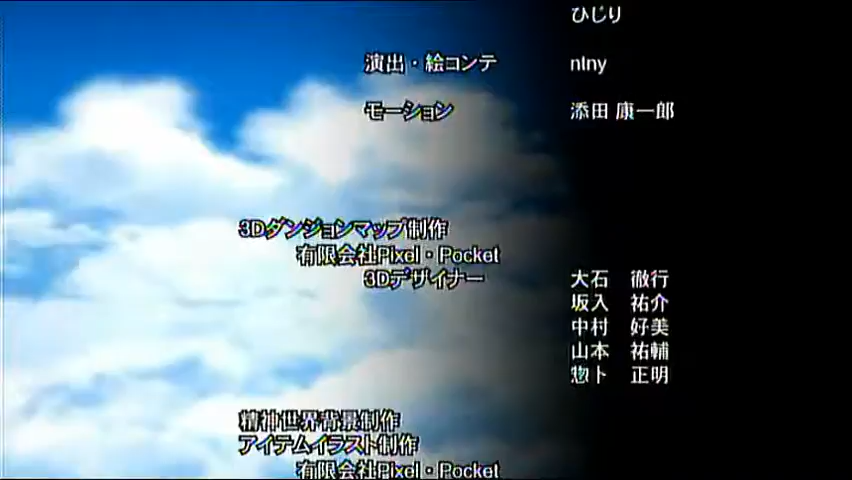 ひじり
演出・絵コンテ ntny
モーション 添田 康一郎
3Dダンジョンマップ制作
有限会社Pixel・Pocket
3Dデザイナー 大石 徹行
坂入 祐介
中村 好美
山本 祐輔
惣卜 正明
精神世界背景制作
アイテムイラスト制作
有限会社Pixel・Pocket